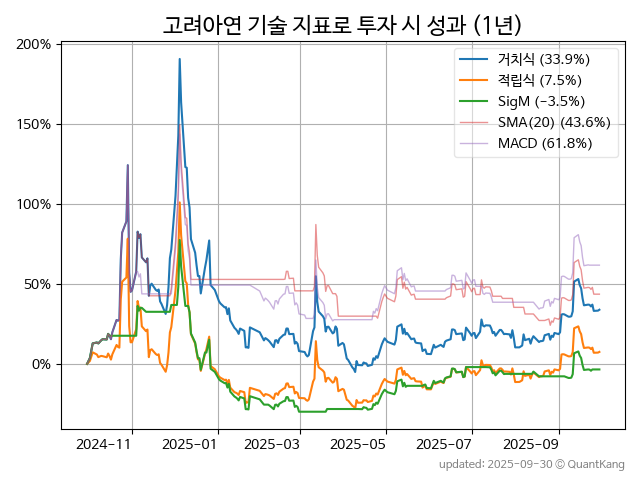 고려아연 기술 지표로 투자 시 성과 (1년)
200%
150%
100%
50%
0%
거치식 (33.9%)
적립식 (7.5%)
SigM (−3.5%)
SMA(20) (43.6%)
MACD (61.8%)
2024−11
2025−01
2025−03
2025−05
2025−07
2025−09
updated: 2025-09-30 © QuantKang